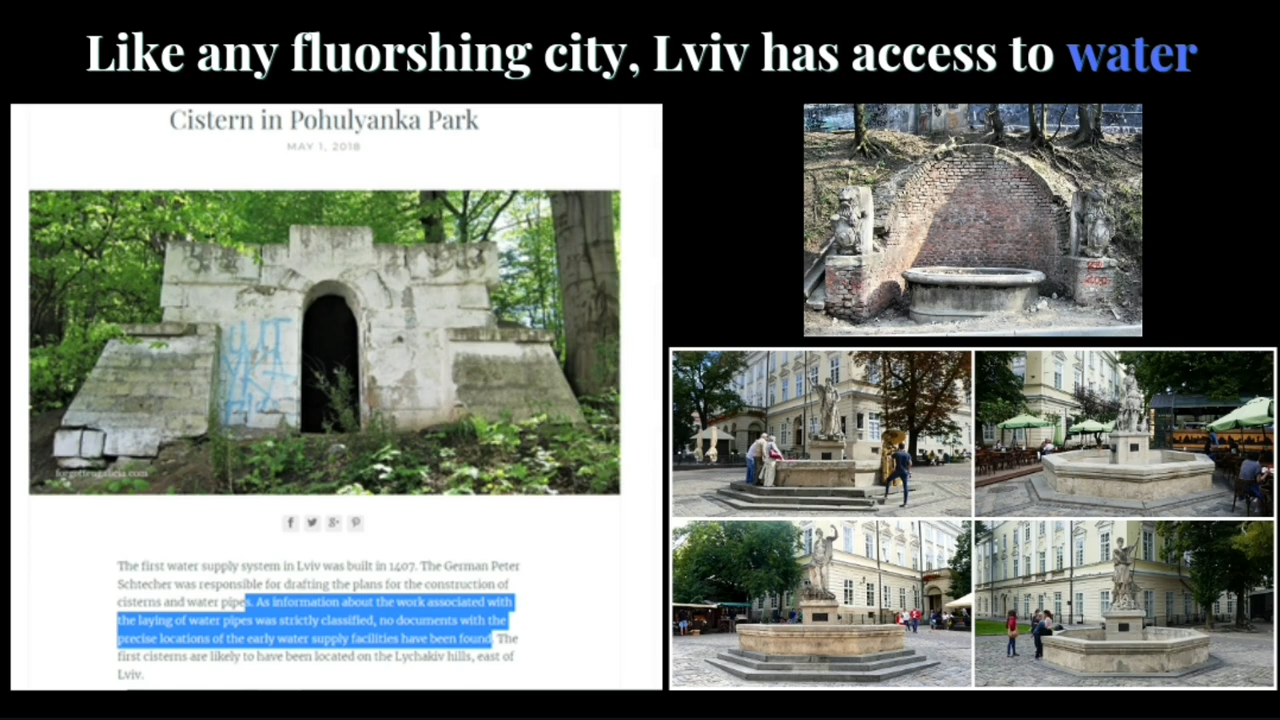 Like any fluorshing city, Lviv has access to water
Cistern in Pohulyanka Park
MAY 1, 2018
forgottengalicia.com
The first water supply system in Lviv was built in 1407. The German Peter
Schtecher was responsible for drafting the plans for the construction of
cisterns and water pipes. As information about the work associated with
the laying of water pipes was strictly classified, no documents with the
precise locations of the early water supply facilities have been found. The
first cisterns are likely to have been located on the Lychakiv hills, east of
Lviv.